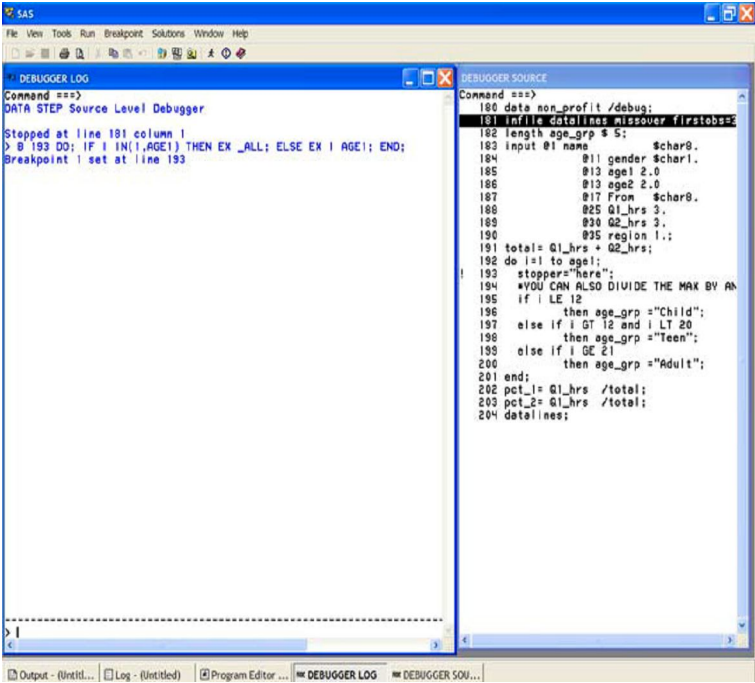 SAS
File View Tools Run Breakpoint Solutions Window Help
DEBUGGER LOG
Command ===>
DATA STEP Source Level Debugger
Stopped at line 181 column 1
> B 193 DO; IF I IN(1,AGE1) THEN EX _ALL; ELSE EX I AGE1; END;
Breakpoint 1 set at line 193
>
DEBUGGER SOURCE
Command ===>
180 data non_profit /debug;
181 infile datalines missover firstobs=3
182 length age_grp $ 5;
183 input @1 name $char8.
184 @11 gender $char1.
185 @13 age1 2.0
186 @13 age2 2.0
187 @17 From $char8.
188 @25 Q1_hrs 3.
189 @30 Q2_hrs 3.
190 @35 region 1.;
191 total= Q1_hrs + Q2_hrs;
192 do i=1 to age1;
! 193 stopper="here";
194 *YOU CAN ALSO DIVIDE THE MAX BY AN
195 if i LE 12
196 then age_grp ="Child";
197 else if i GT 12 and i LT 20
198 then age_grp ="Teen";
199 else if i GE 21
200 then age_grp ="Adult";
201 end;
202 pct_1= Q1_hrs /total;
203 pct_2= Q1_hrs /total;
204 datalines;
Output - (Untitl... Log - (Untitled) Program Editor ... DEBUGGER LOG DEBUGGER SOU...